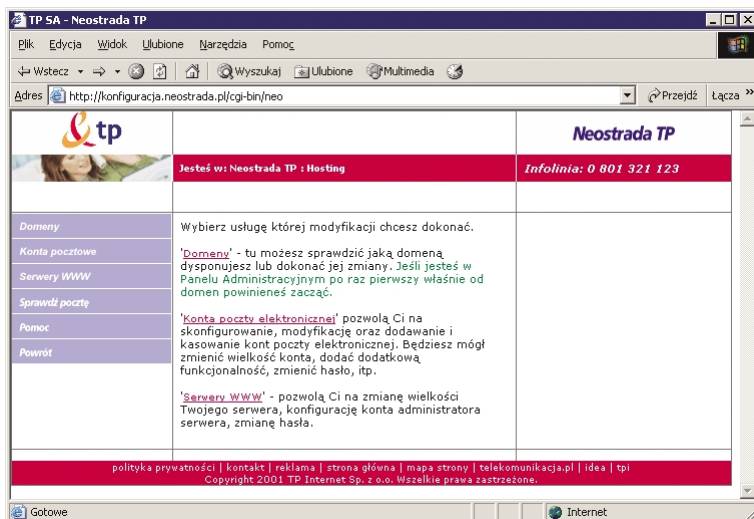 TP SA - Neostrada TP
Plik Edycja Widok Ulubione Narzędzia Pomoc
Wstecz Wyszukaj Ulubione Multimedia
Adres http://konfiguracja.neostrada.pl/cgi-bin/neo Przejdź Łącza »
tp
Neostrada TP
Jesteś w: Neostrada TP : Hosting
Infolinia: 0 801 321 123
Domeny
Konta pocztowe
Serwery WWW
Sprawdź pocztę
Pomoc
Powrót
Wybierz usługę której modyfikacji chcesz dokonać.
'Domeny' - tu możesz sprawdzić jaką domeną
dysponujesz lub dokonać jej zmiany. Jeśli jesteś w
Panelu Administracyjnym po raz pierwszy właśnie od
domen powinieneś zacząć.
'Konta poczty elektronicznej' pozwolą Ci na
skonfigurowanie, modyfikację oraz dodawanie i
kasowanie kont poczty elektronicznej. Będziesz mógł
zmienić wielkość konta, dodać dodatkową
funkcjonalność, zmienić hasło, itp.
'Serwery WWW' - pozwolą Ci na zmianę wielkości
Twojego serwera, konfigurację konta administratora
serwera, zmianę hasła.
polityka prywatności | kontakt | reklama | strona główna | mapa strony | telekomunikacja.pl | idea | tpi
Copyright 2001 TP Internet Sp. z o.o. Wszelkie prawa zastrzeżone.
Gotowe Internet